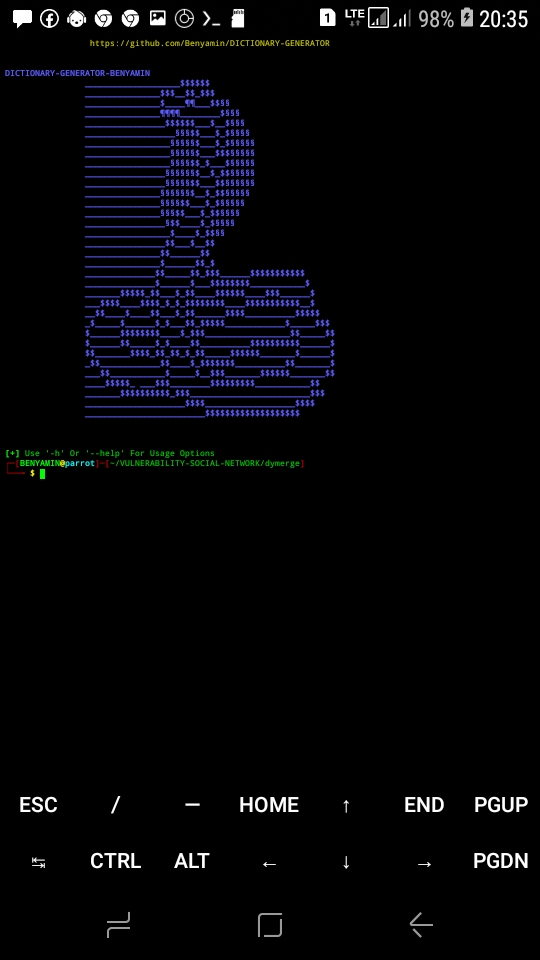 1 LTE 98% 20:35
https://github.com/Benyamin/DICTIONARY-GENERATOR
DICTIONARY-GENERATOR-BENYAMIN
[+] Use '-h' Or '--help' For Usage Options
[BENYAMIN@parrot]-[~/VULNERABILITY-SOCIAL-NETWORK/dymerge]
$
ESC / — HOME ↑ END PGUP
↹ CTRL ALT ← ↓ → PGDN